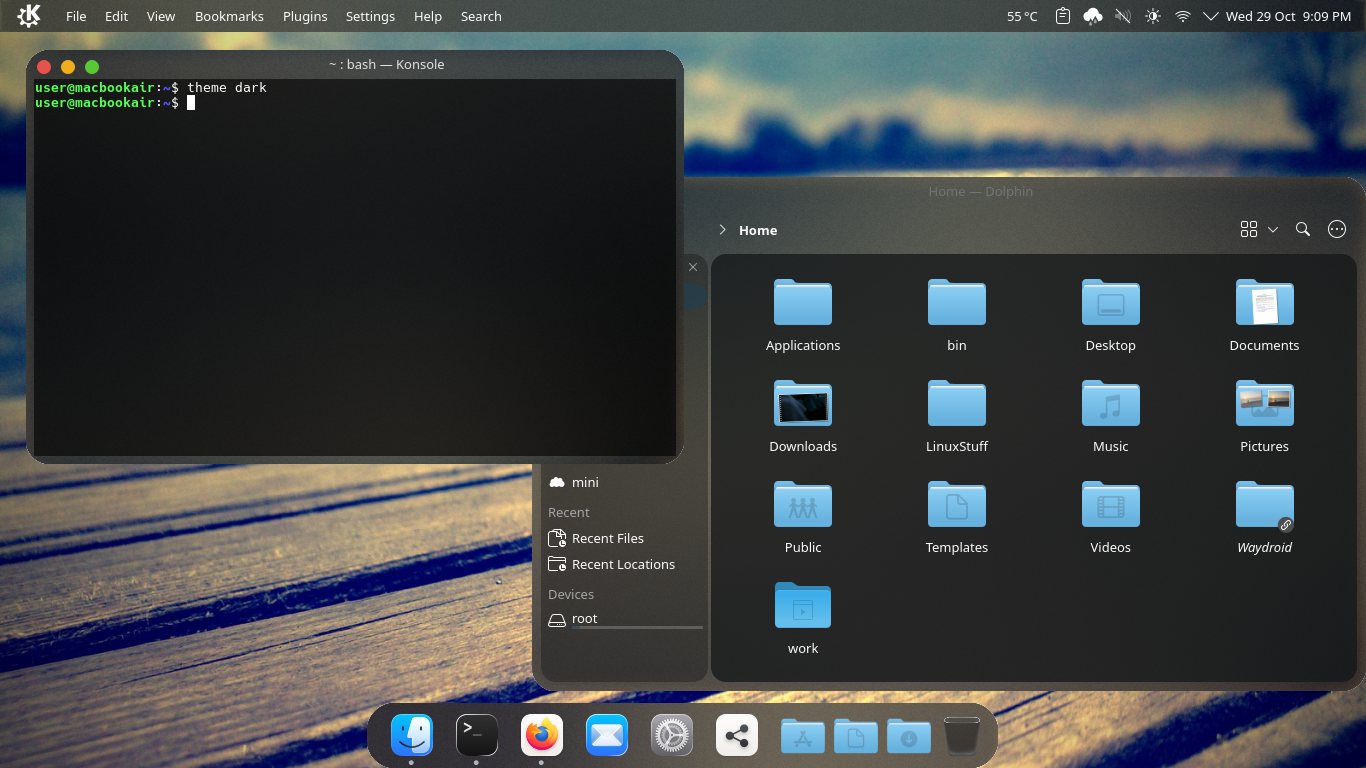 File Edit View Bookmarks Plugins Settings Help Search
55 °C
Wed 29 Oct 9:09 PM
~ : bash — Konsole
user@macbookair:~$ theme dark
user@macbookair:~$
Home — Dolphin
Home
Applications bin Desktop Documents
Downloads LinuxStuff Music Pictures
Public Templates Videos Waydroid
work
mini
Recent
Recent Files
Recent Locations
Devices
root